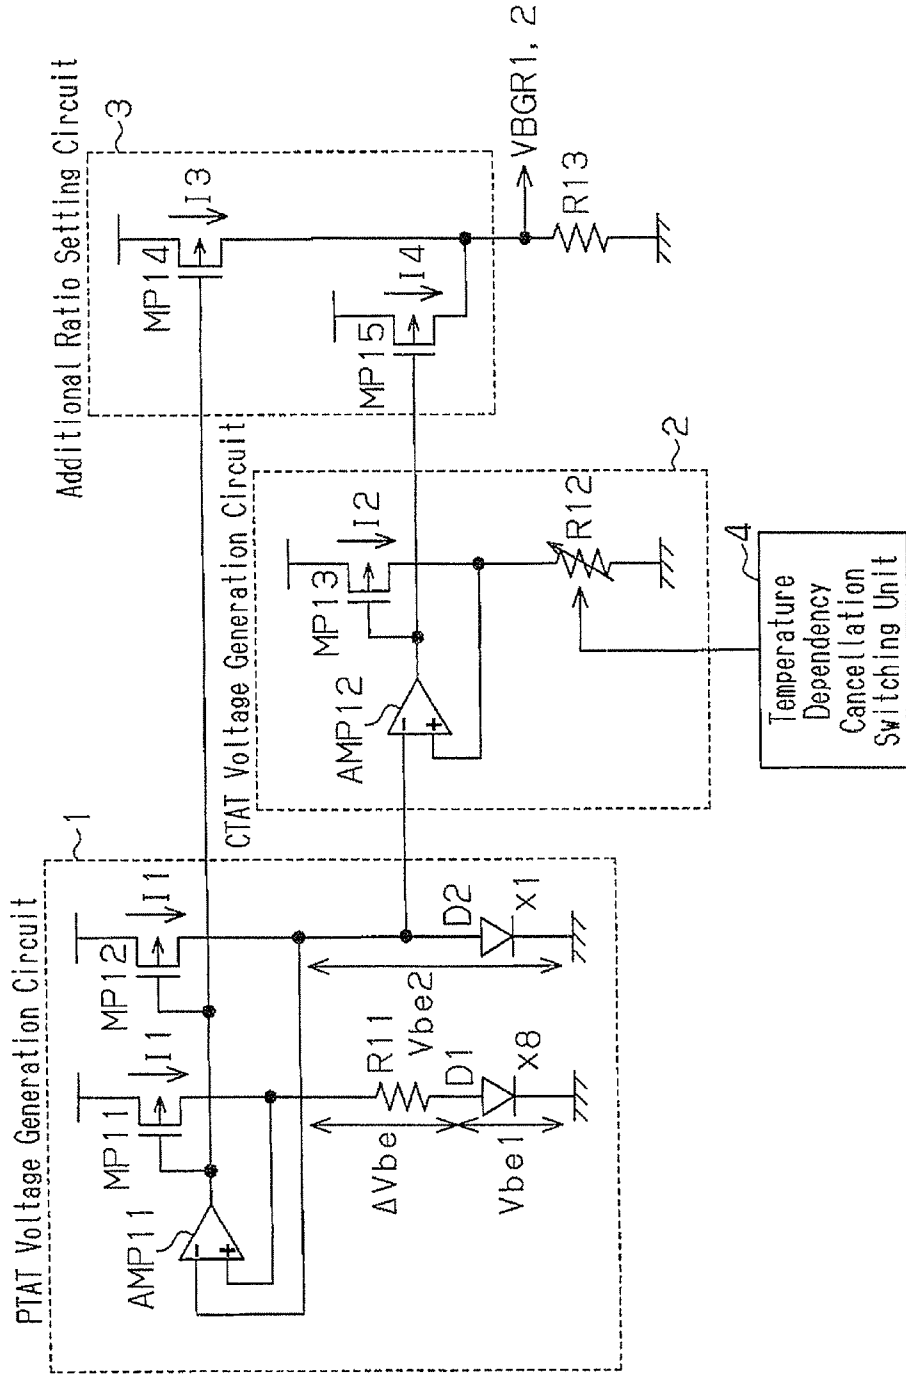 PTAT Voltage Generation Circuit
1
MP11
I1
MP12
I1
AMP11
-
+
R11
ΔVbe
D1
Vbe1
X8
Vbe2
D2
X1
CTAT Voltage Generation Circuit
2
MP13
I2
AMP12
-
+
R12
4
Temperature
Dependency
Cancellation
Switching Unit
Additional Ratio Setting Circuit
3
MP14
I3
MP15
I4
VBGR1, 2
R13